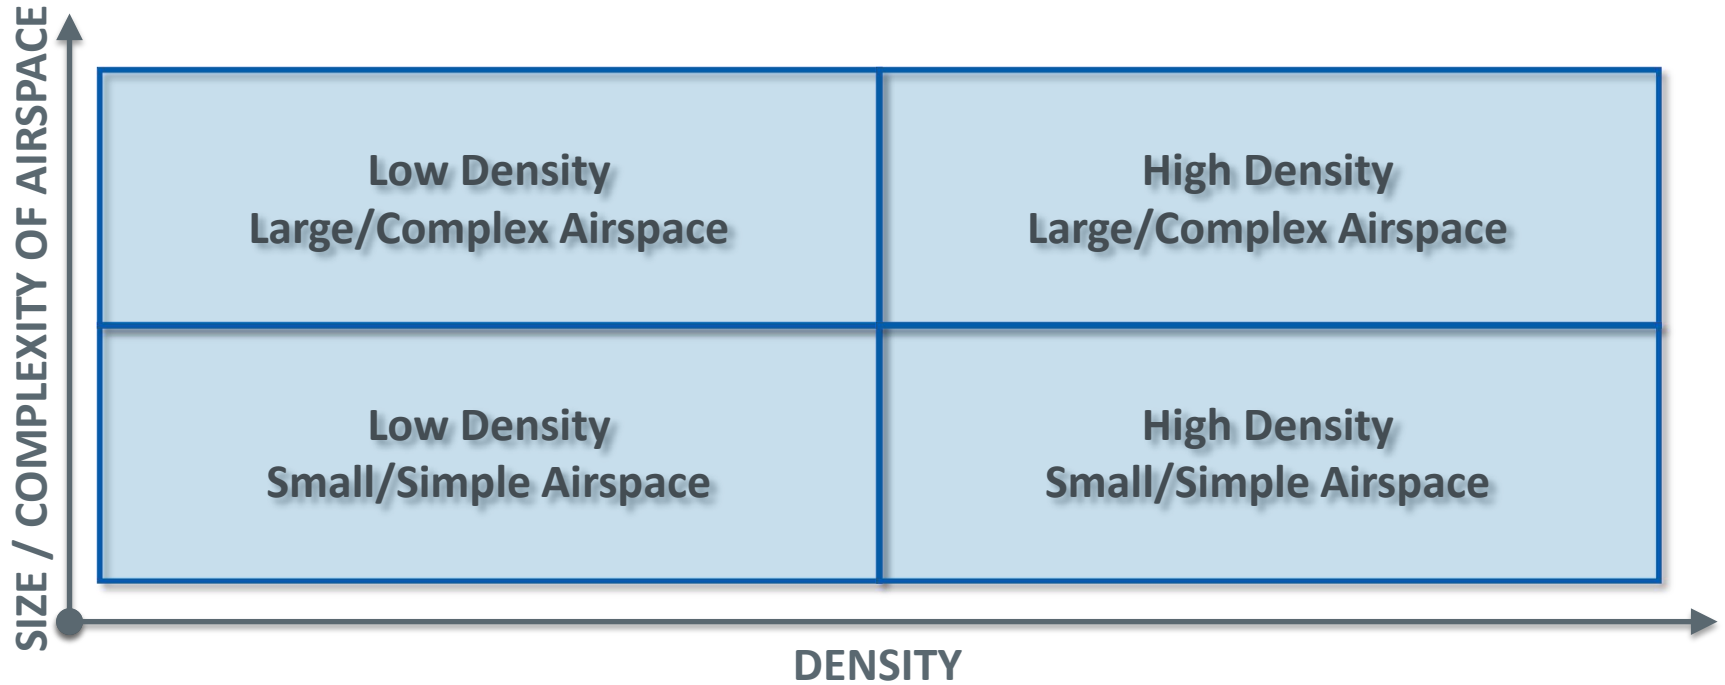 SIZE / COMPLEXITY OF AIRSPACE
Low Density
Large/Complex Airspace
High Density
Large/Complex Airspace
Low Density
Small/Simple Airspace
High Density
Small/Simple Airspace
DENSITY